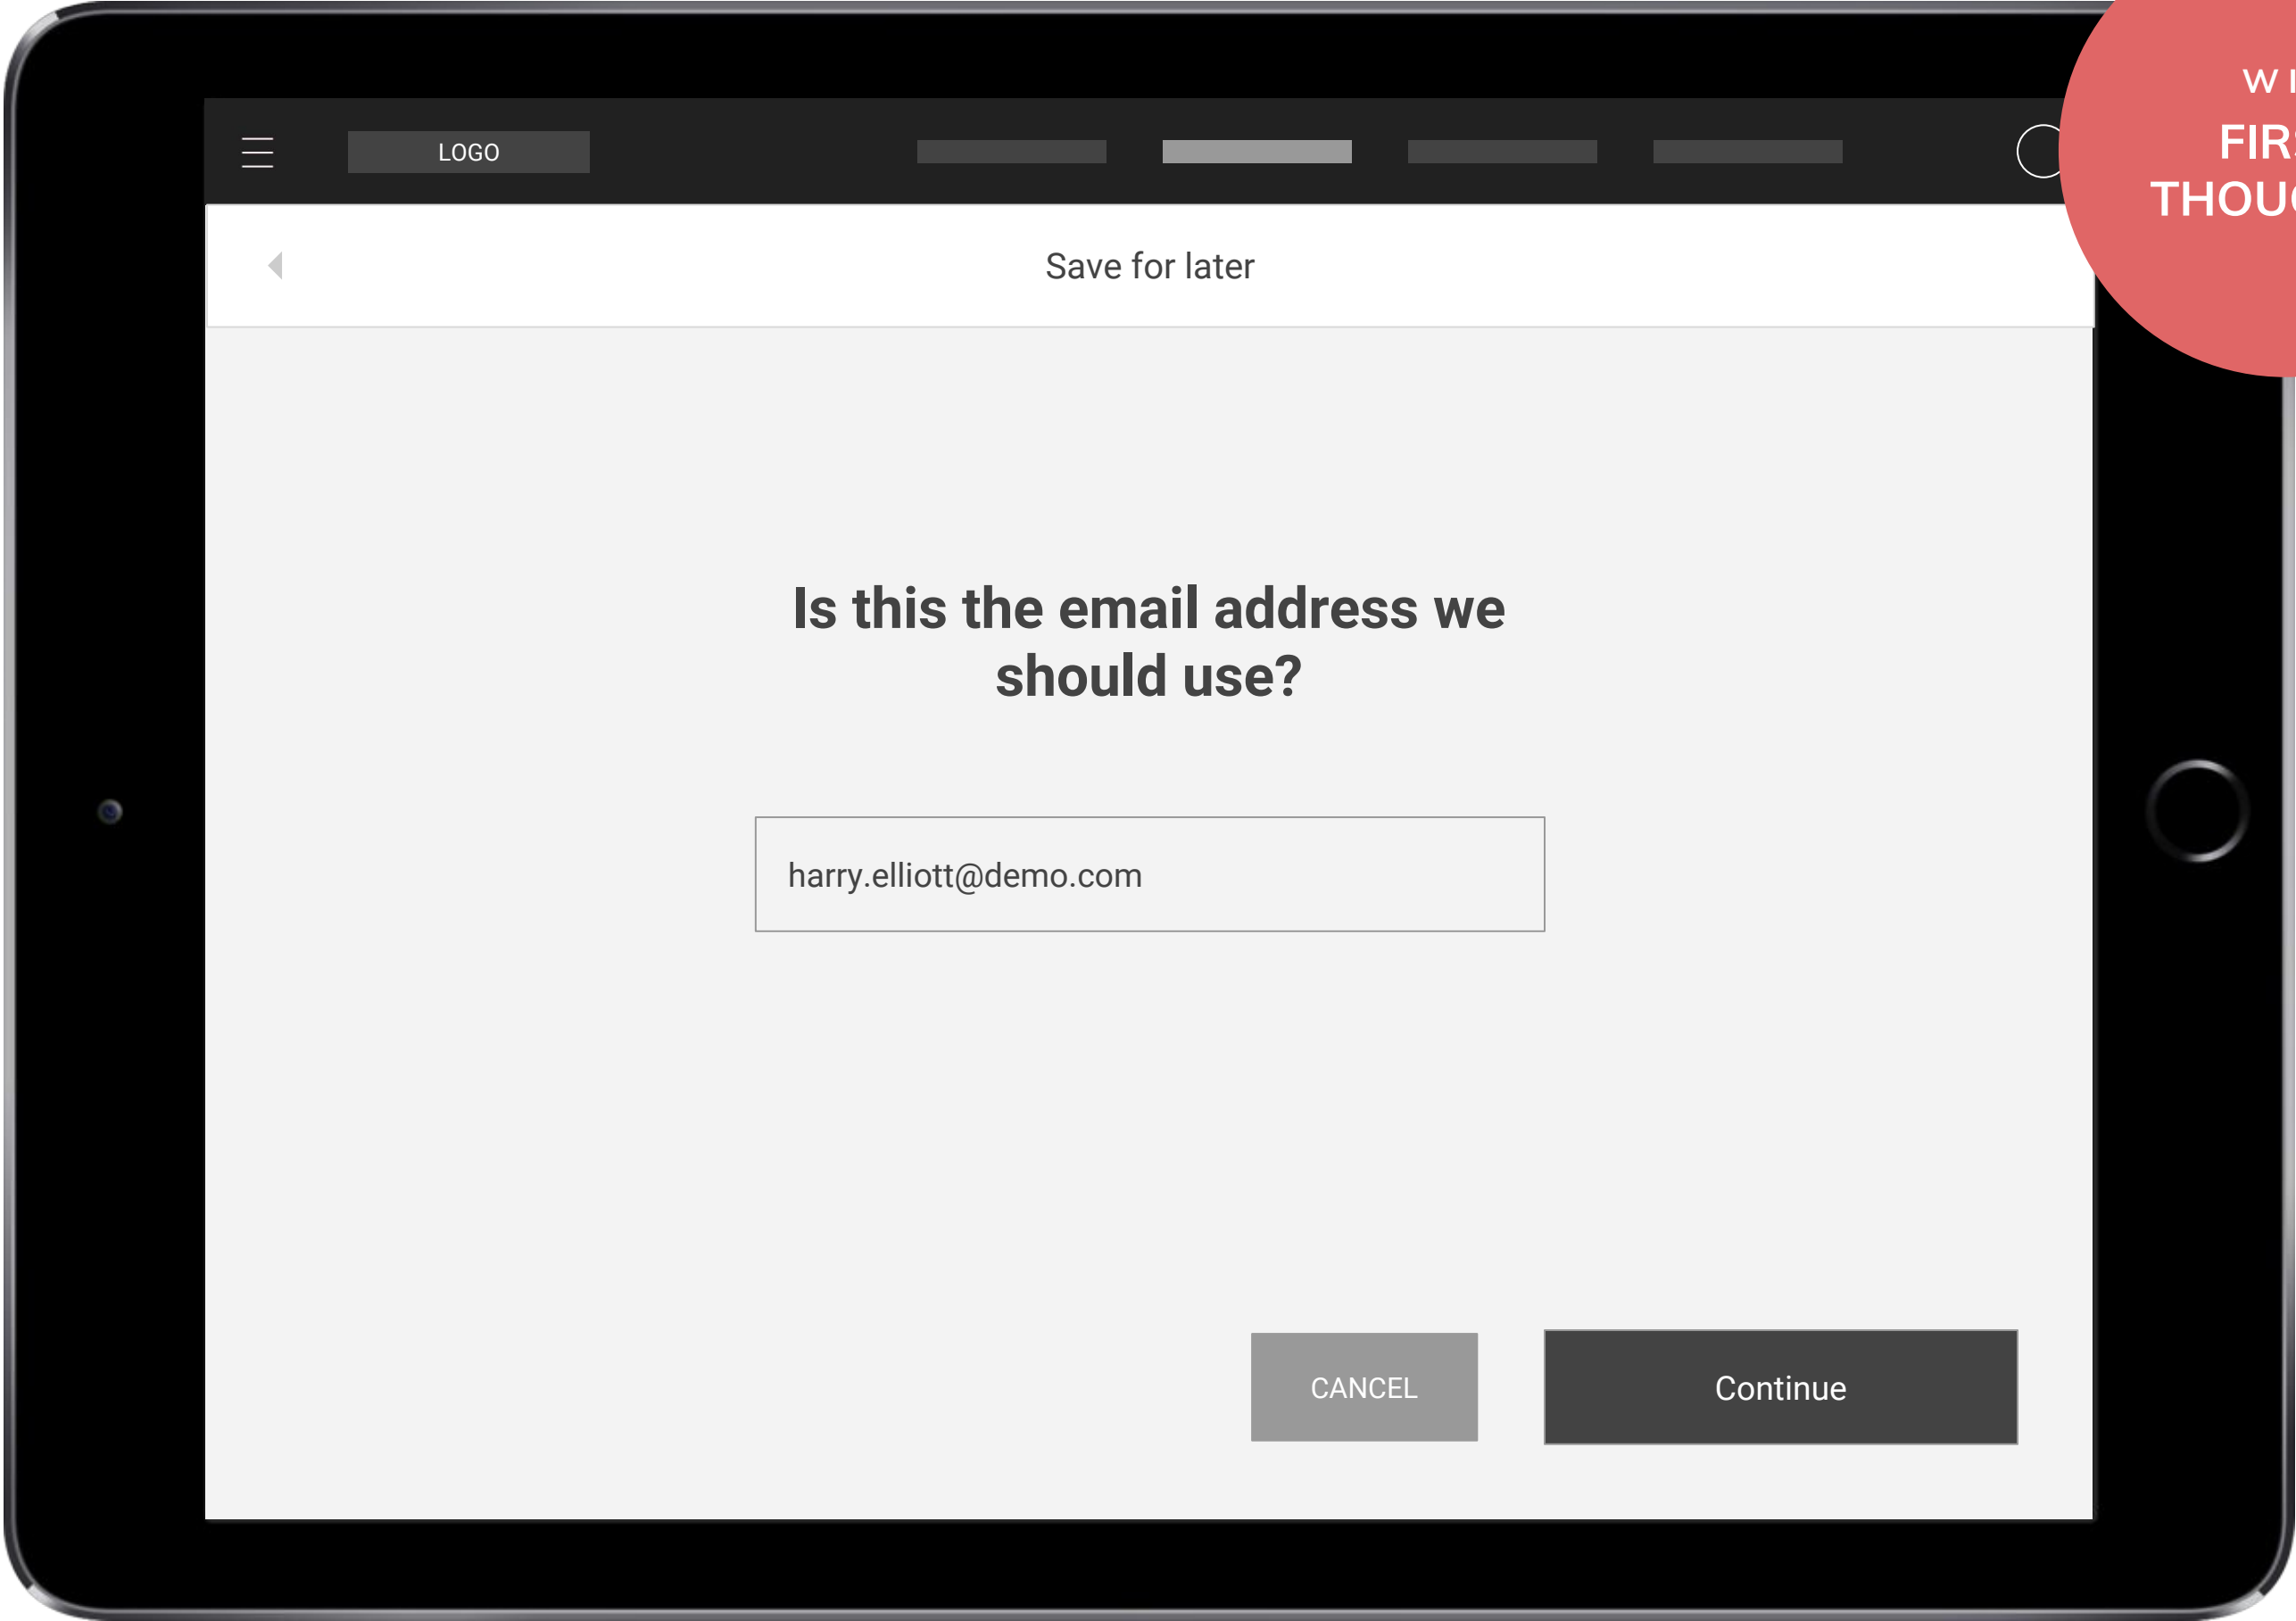 LOGO
Save for later
Is this the email address we
should use?
harry.elliott@demo.com
CANCEL
Continue